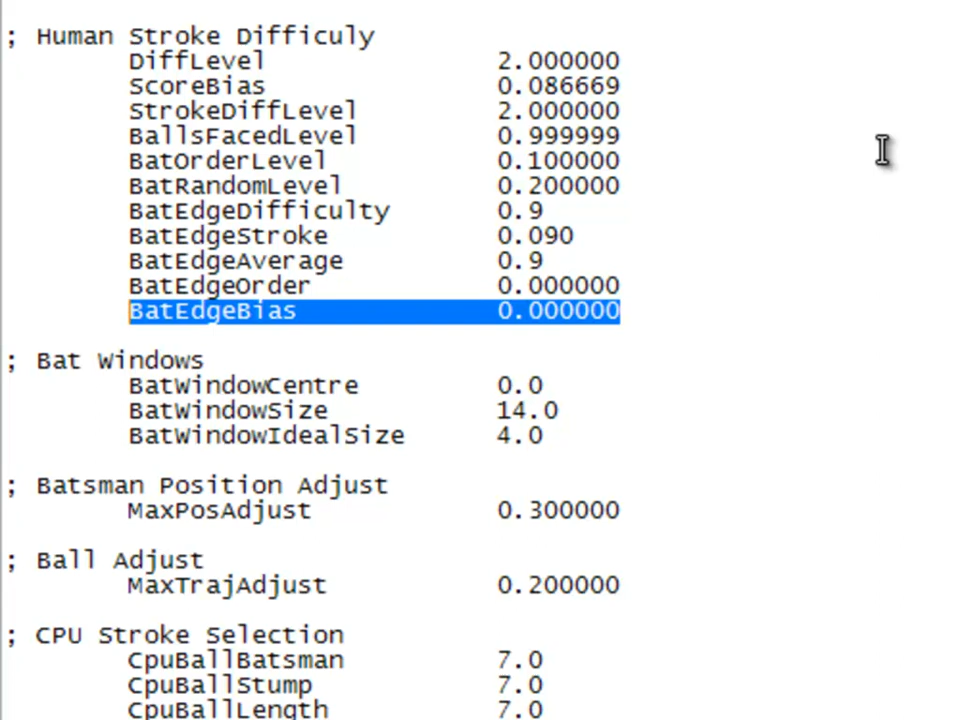 ; Human Stroke Difficuly
DiffLevel 2.000000
ScoreBias 0.086669
StrokeDiffLevel 2.000000
BallsFacedLevel 0.999999
BatOrderLevel 0.100000
BatRandomLevel 0.200000
BatEdgeDifficulty 0.9
BatEdgeStroke 0.090
BatEdgeAverage 0.9
BatEdgeOrder 0.000000
BatEdgeBias 0.000000
; Bat Windows
BatWindowCentre 0.0
BatWindowSize 14.0
BatWindowIdealSize 4.0
; Batsman Position Adjust
MaxPosAdjust 0.300000
; Ball Adjust
MaxTrajAdjust 0.200000
; CPU Stroke Selection
CpuBallBatsman 7.0
CpuBallStump 7.0
CpuBallLength 7.0